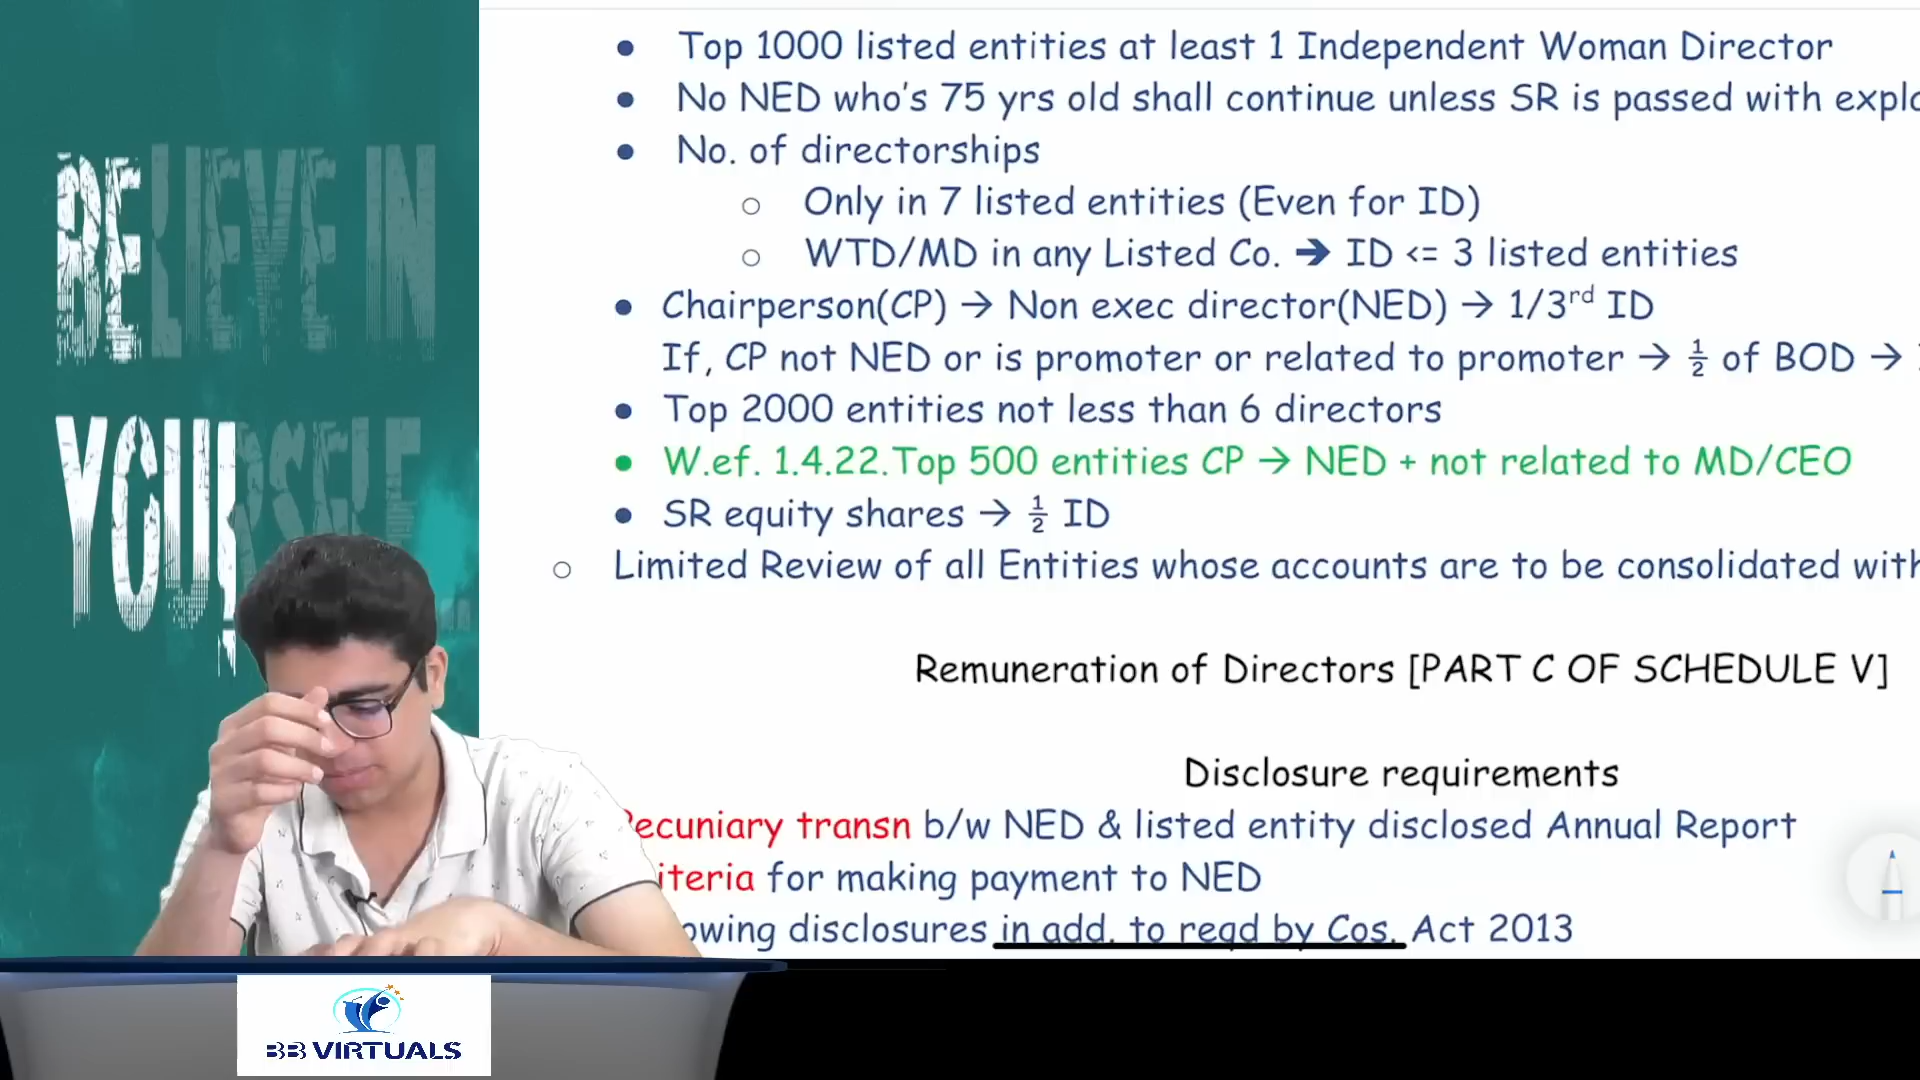 BELIEVE IN
YOURSELF
Top 1000 listed entities at least 1 Independent Woman Director
No NED who's 75 yrs old shall continue unless SR is passed with
No. of directorships
Only in 7 listed entities (Even for ID)
WTD/MD in any Listed Co. ➔ ID <= 3 listed entities
Chairperson(CP) → Non exec director(NED) → 1/3rd ID
If, CP not NED or is promoter or related to promoter → ½ of BOD →
Top 2000 entities not less than 6 directors
W.ef. 1.4.22.Top 500 entities CP → NED + not related to MD/CEO
SR equity shares → ½ ID
Limited Review of all Entities whose accounts are to be consolidated with
Remuneration of Directors [PART C OF SCHEDULE V]
Disclosure requirements
Pecuniary transn b/w NED & listed entity disclosed Annual Report
iteria for making payment to NED
owing disclosures in add. to reqd by Cos. Act 2013
BB VIRTUALS